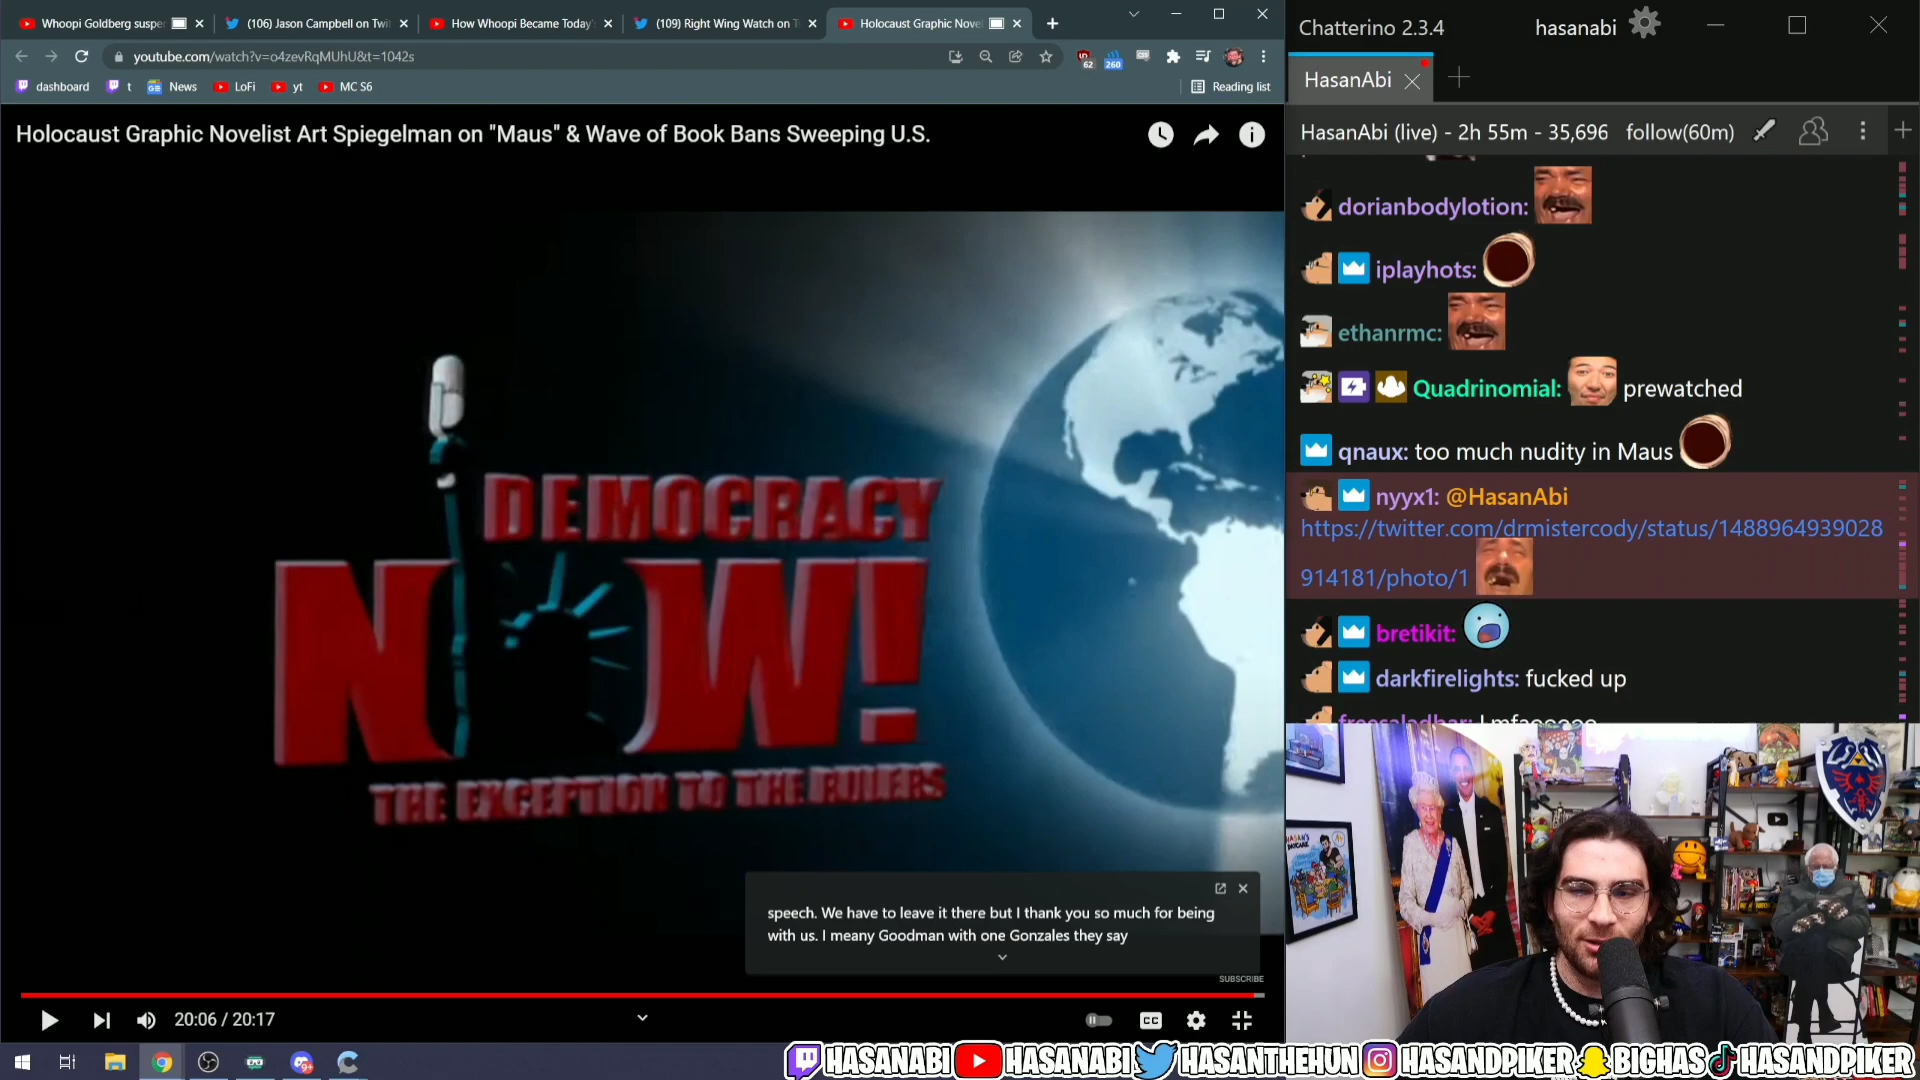 Whoopi Goldberg suspe
(106) Jason Campbell on Twi
How Whoopi Became Today'
(109) Right Wing Watch on T
Holocaust Graphic Nove
youtube.com/watch?v=o4zevRqMUhU&t=1042s
62
260
dashboard
t
News
LoFi
yt
MC S6
Reading list
Holocaust Graphic Novelist Art Spiegelman on "Maus" & Wave of Book Bans Sweeping U.S.
DEMOCRACY
NOW!
THE EXCEPTION TO THE RULERS
speech. We have to leave it there but I thank you so much for being
with us. I meany Goodman with one Gonzales they say
SUBSCRIBE
20:06 / 20:17
CC
Chatterino 2.3.4
hasanabi
HasanAbi
HasanAbi (live) - 2h 55m - 35,696 follow(60m)
dorianbodylotion:
iplayhots:
ethanrmc:
Quadrinomial: prewatched
qnaux: too much nudity in Maus
nyyx1: @HasanAbi
https://twitter.com/drmistercody/status/1488964939028
914181/photo/1
bretikit:
darkfirelights: fucked up
freesaladbar: Lmfaooooo
HASANABI HASANABI HASANTHEHUN HASANDPIKER BIGHAS HASANDPIKER